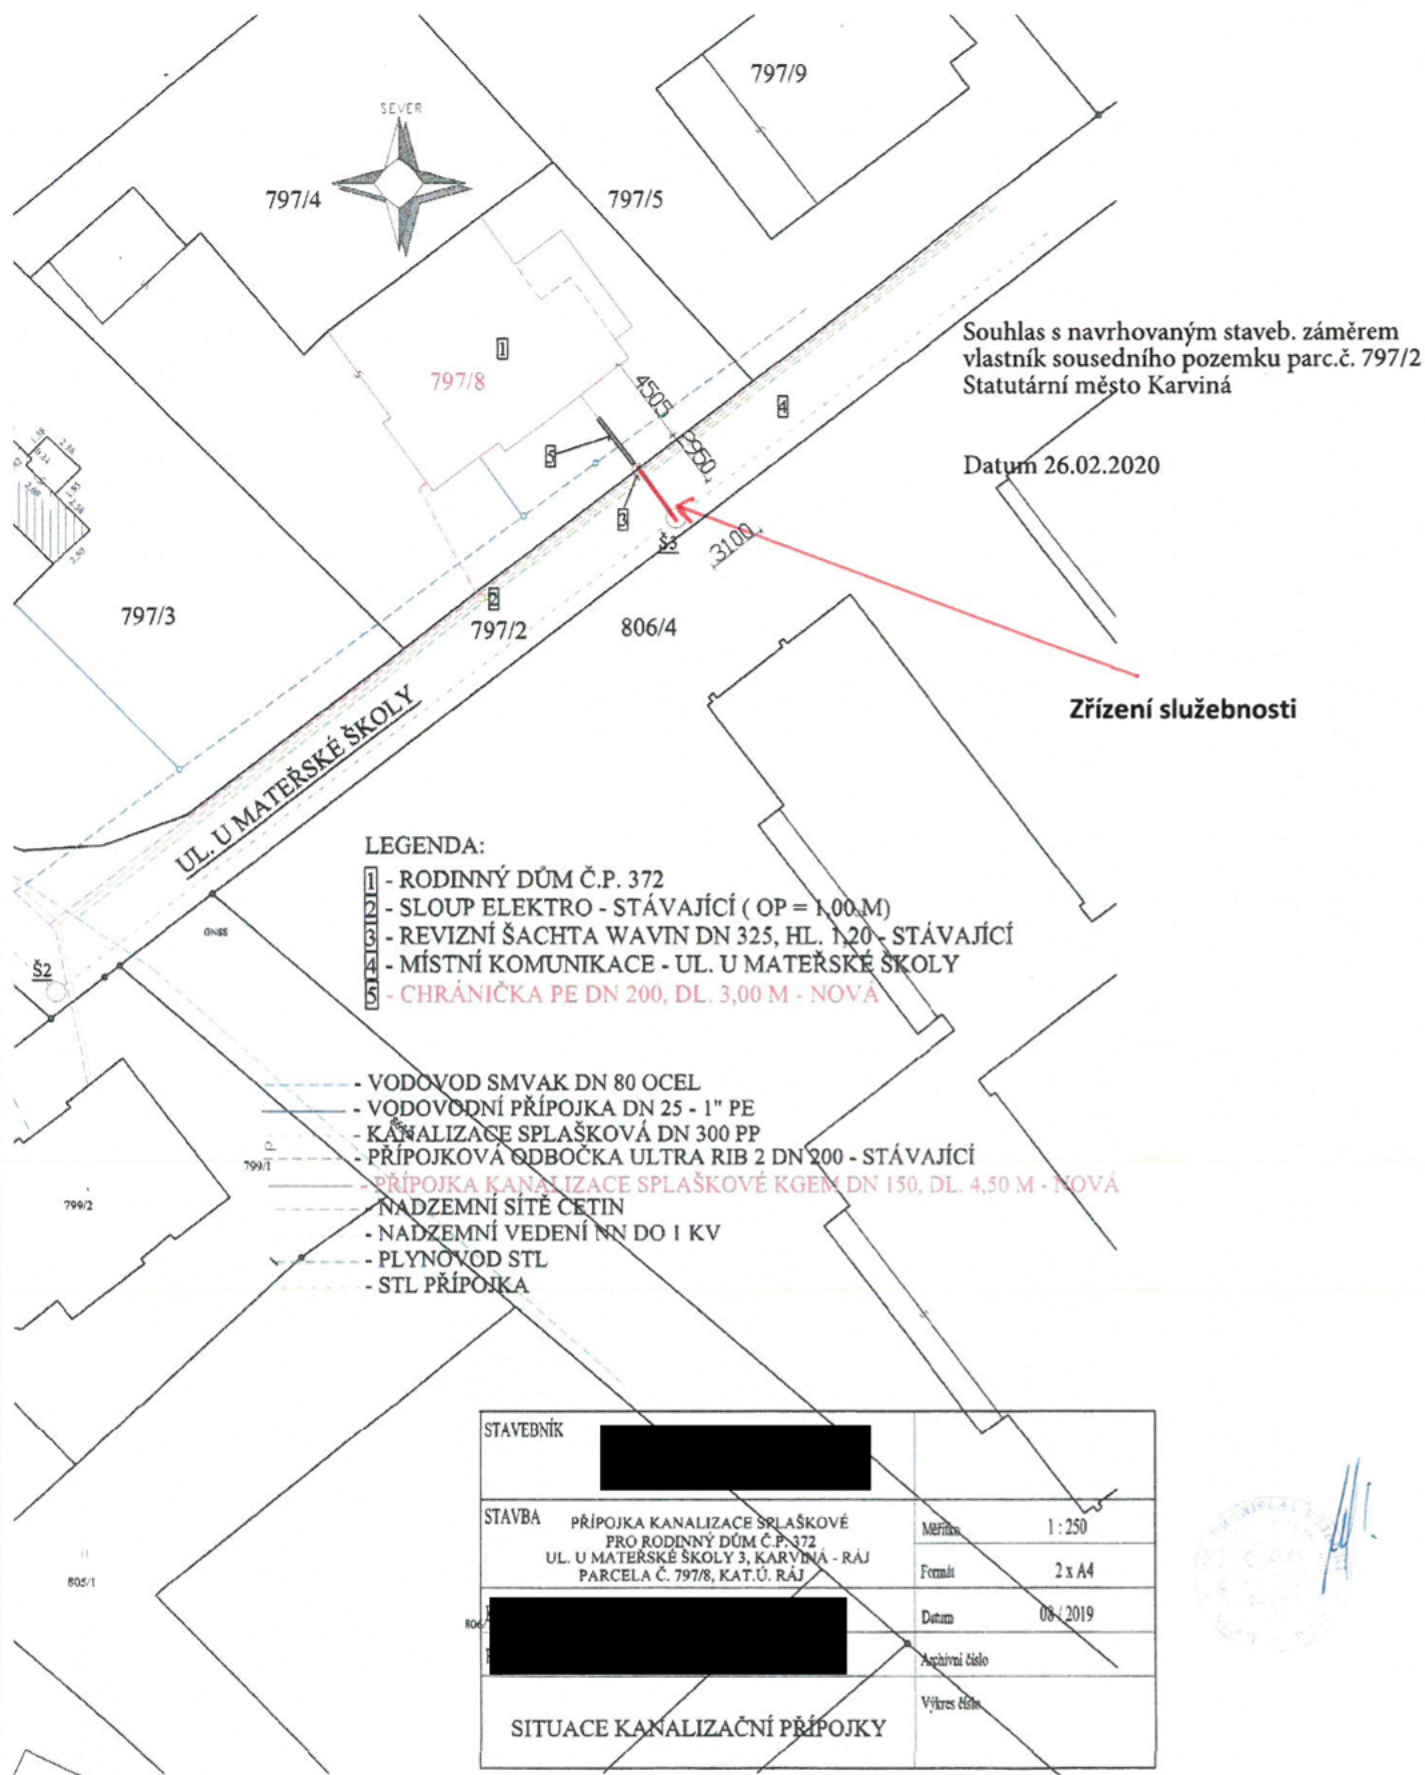 797/9
SEVER
797/4
797/5
1
797/8
4505
4
2950
5
3
Š3
3100
Souhlas s navrhovaným staveb. záměrem
vlastník sousedního pozemku parc.č. 797/2
Statutární město Karviná
Datum 26.02.2020
2
797/3
797/2
806/4
Zřízení služebnosti
UL. U MATEŘSKÉ ŠKOLY
LEGENDA:
1 - RODINNÝ DŮM Č.P. 372
2 - SLOUP ELEKTRO - STÁVAJÍCÍ ( OP = 1,00 M)
3 - REVIZNÍ ŠACHTA WAVIN DN 325, HL. 1,20 - STÁVAJÍCÍ
4 - MÍSTNÍ KOMUNIKACE - UL. U MATEŘSKÉ ŠKOLY
5 - CHRÁNIČKA PE DN 200, DL. 3,00 M - NOVÁ
Š2
- VODOVOD SMVAK DN 80 OCEL
- VODOVODNÍ PŘÍPOJKA DN 25 - 1" PE
- KANALIZACE SPLAŠKOVÁ DN 300 PP
- PŘÍPOJKOVÁ ODBOČKA ULTRA RIB 2 DN 200 - STÁVAJÍCÍ
- PŘÍPOJKA KANALIZACE SPLAŠKOVÉ KGEM DN 150, DL. 4,50 M - NOVÁ
- NADZEMNÍ SÍTĚ CETIN
- NADZEMNÍ VEDENÍ NN DO 1 KV
- PLYNOVOD STL
- STL PŘÍPOJKA
799/1
799/2
805/1
STAVEBNÍK
STAVBA
PŘÍPOJKA KANALIZACE SPLAŠKOVÉ
PRO RODINNÝ DŮM Č.P. 372
UL. U MATEŘSKÉ ŠKOLY 3, KARVINÁ - RÁJ
PARCELA Č. 797/8, KAT.Ú. RÁJ
Měřítko 1 : 250
Formát 2 x A4
Datum 08 / 2019
Archivní číslo
Výkres číslo
SITUACE KANALIZAČNÍ PŘÍPOJKY